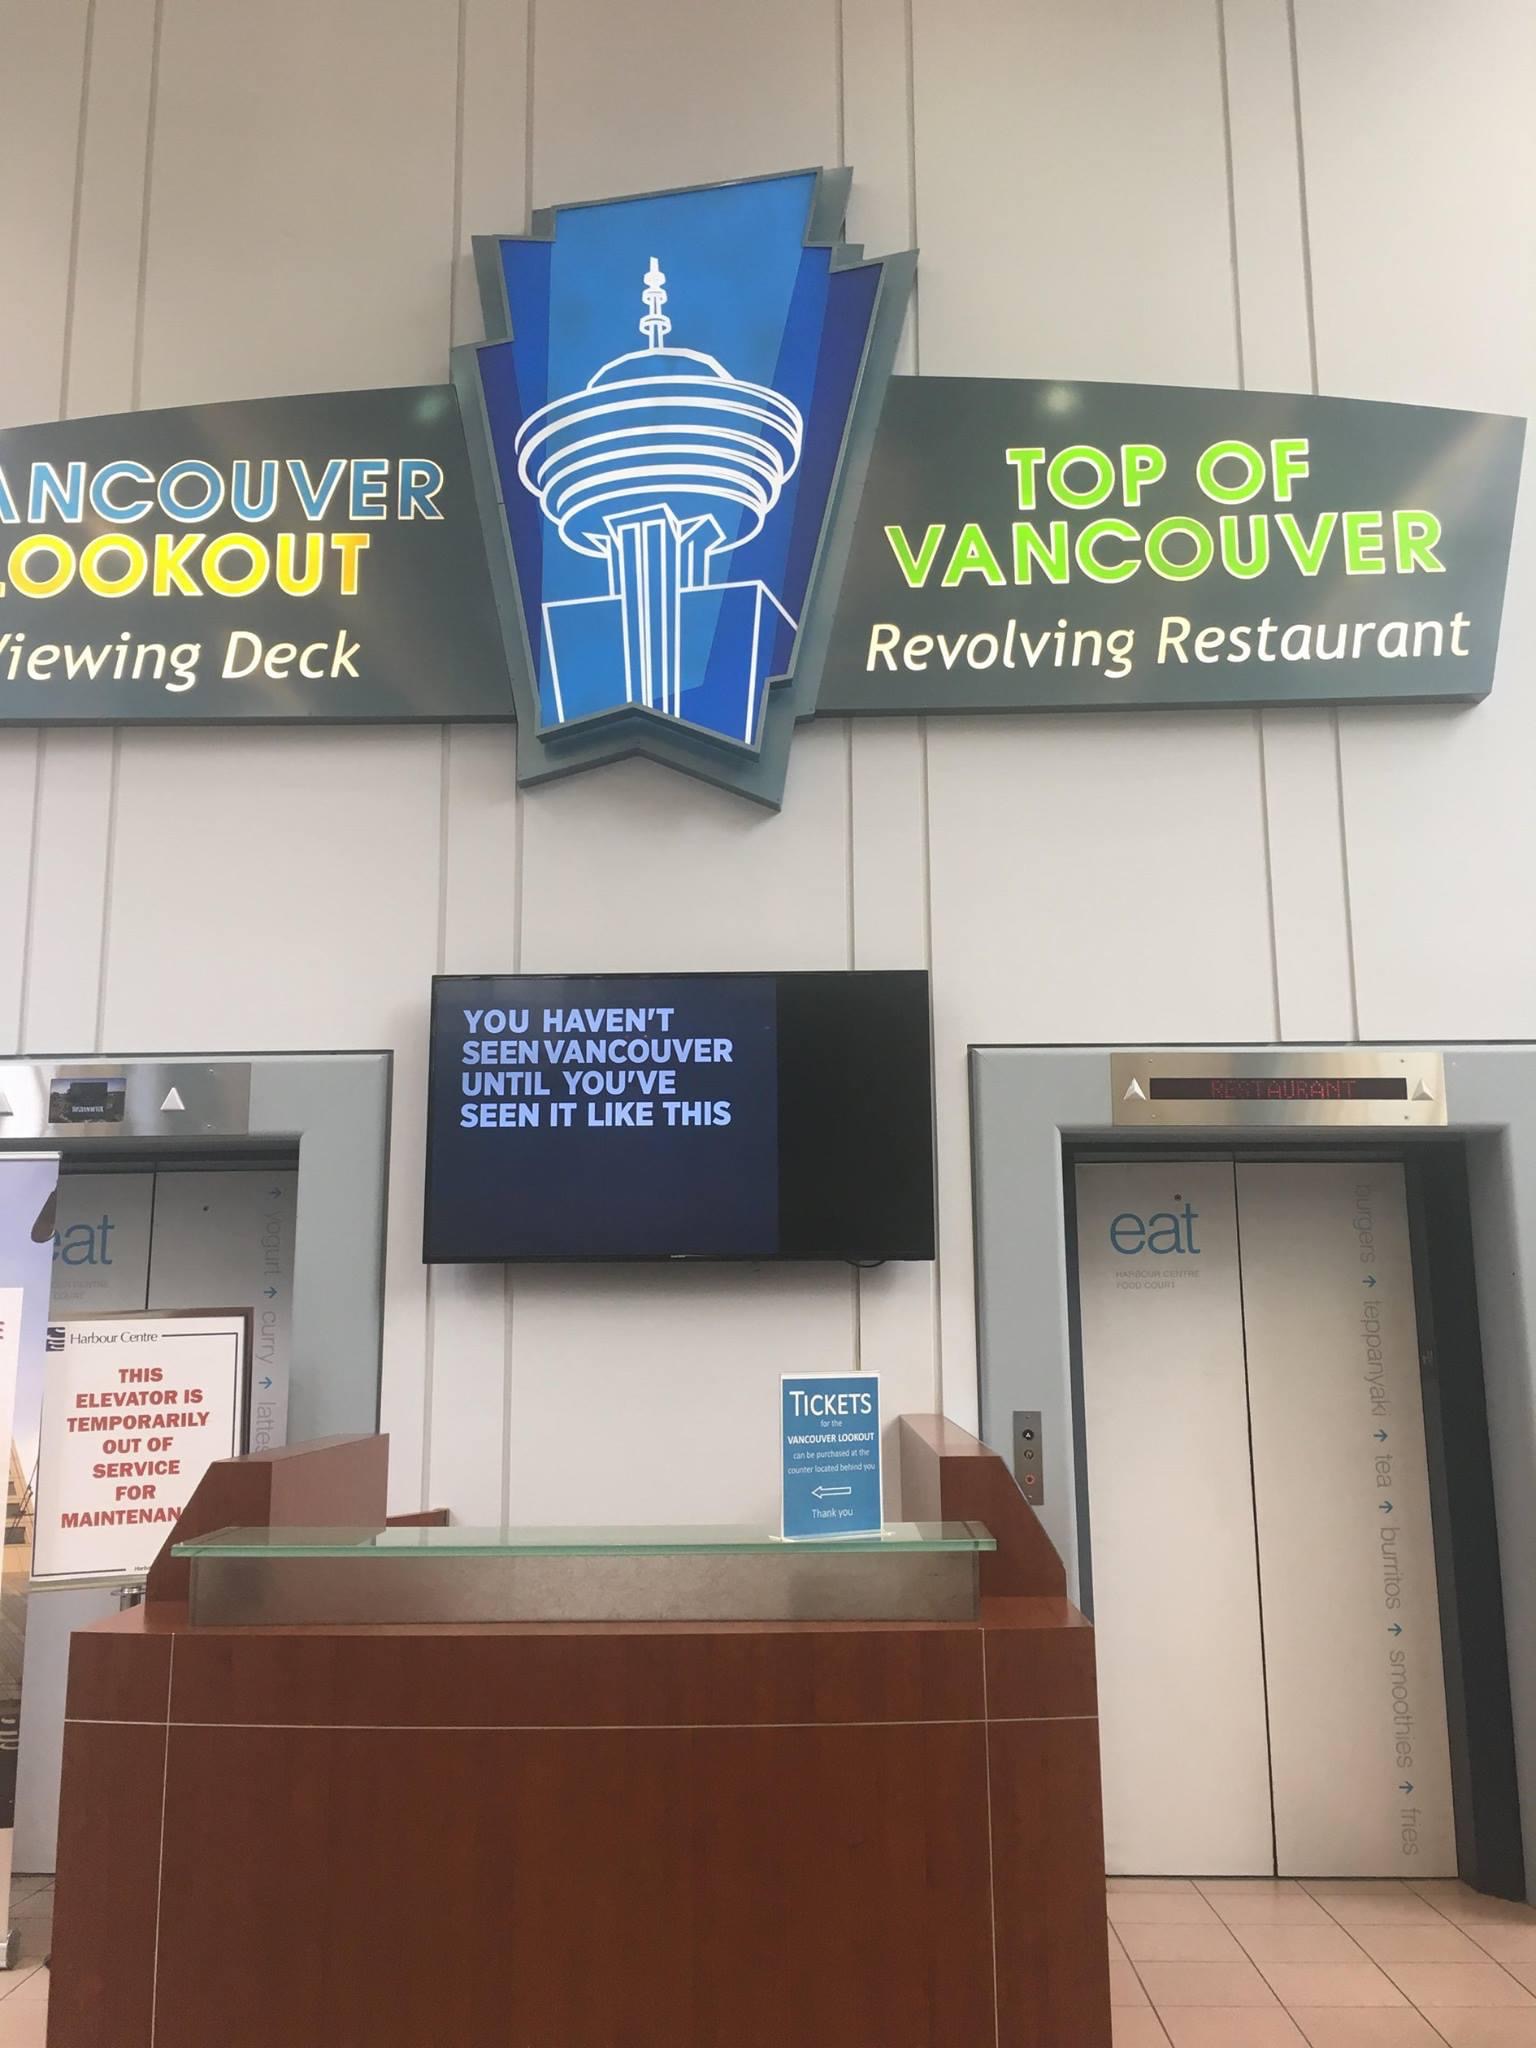 ANCOUVER
LOOKOUT
Viewing Deck
TOP OF
VANCOUVER
Revolving Restaurant
YOU HAVEN'T
SEEN VANCOUVER
UNTIL YOU'VE
SEEN IT LIKE THIS
RESTAURANT
eat
yogurt → curry → lattes
Harbour Centre
THIS
ELEVATOR IS
TEMPORARILY
OUT OF
SERVICE
FOR
MAINTENAN
TICKETS
for the
VANCOUVER LOOKOUT
can be purchased at the
counter located behind you
Thank you
eat
HARBOUR CENTRE
FOOD COURT
burgers → teppanyaki → tea → burritos → smoothies → fries